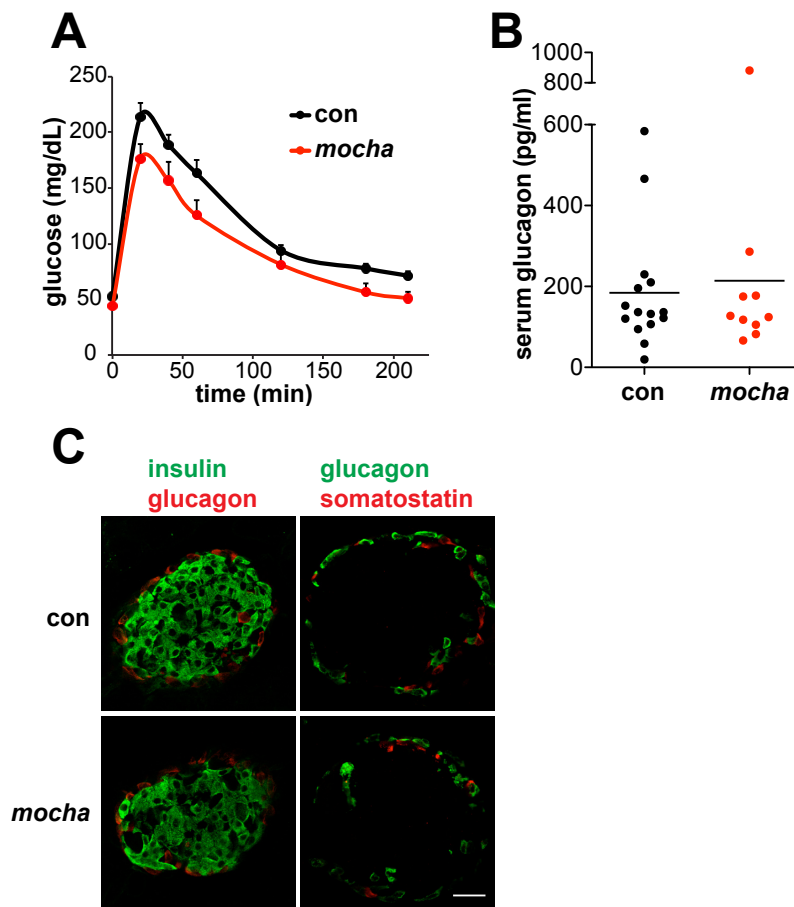 A
250
200
150
100
50
0
glucose (mg/dL)
0
50
100
150
200
time (min)
con
mocha
B
1000
800
600
400
200
0
serum glucagon (pg/ml)
con
mocha
C
insulin
glucagon
glucagon
somatostatin
con
mocha